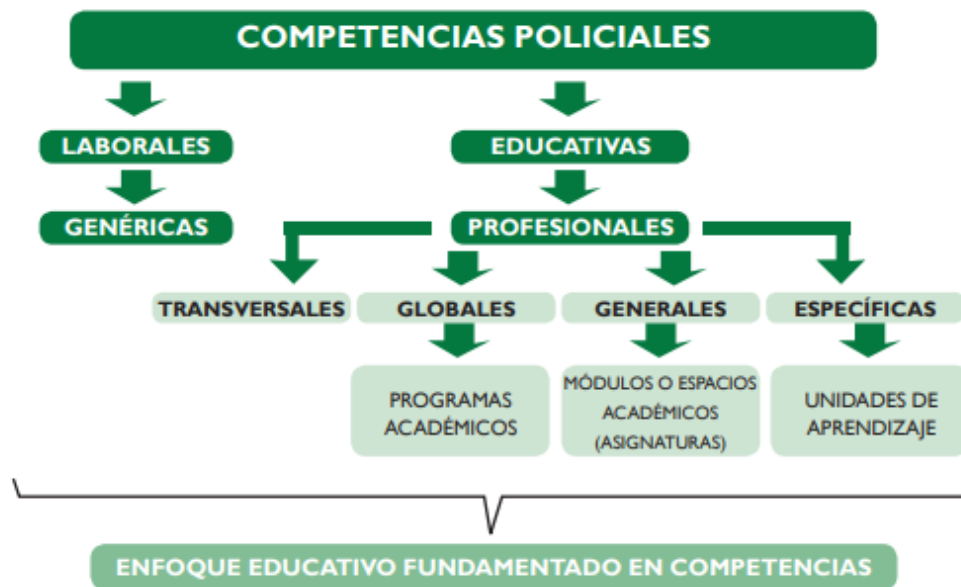 COMPETENCIAS POLICIALES
LABORALES
EDUCATIVAS
GENÉRICAS
PROFESIONALES
TRANSVERSALES
GLOBALES
GENERALES
ESPECÍFICAS
PROGRAMAS
ACADÉMICOS
MÓDULOS O ESPACIOS
ACADÉMICOS
(ASIGNATURAS)
UNIDADES DE
APRENDIZAJE
ENFOQUE EDUCATIVO FUNDAMENTADO EN COMPETENCIAS